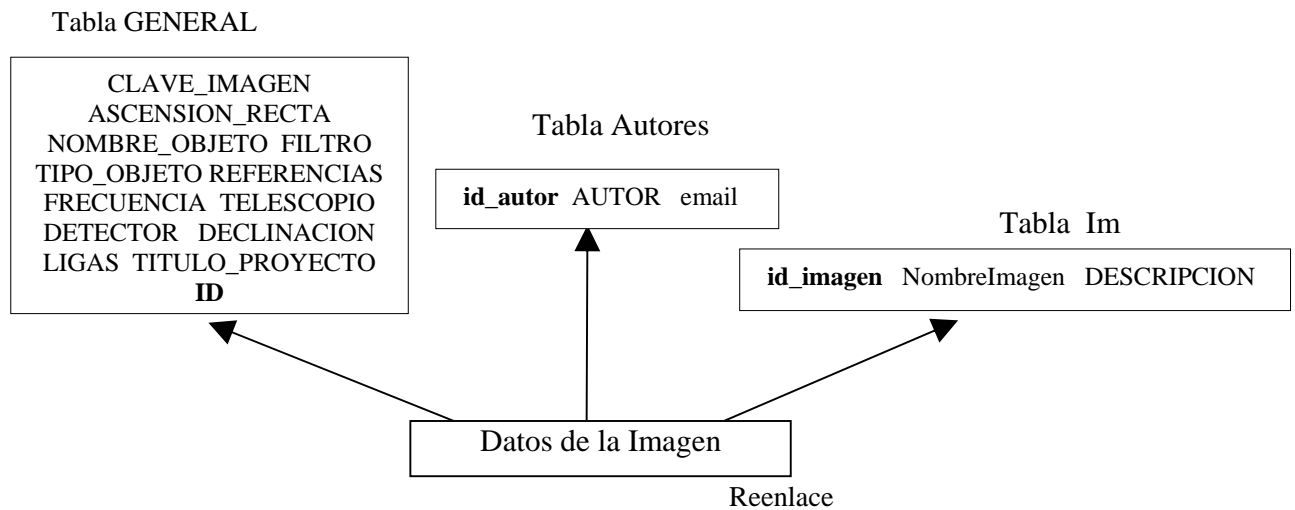 Tabla GENERAL
CLAVE_IMAGEN
ASCENSION_RECTA
NOMBRE_OBJETO FILTRO
TIPO_OBJETO REFERENCIAS
FRECUENCIA TELESCOPIO
DETECTOR DECLINACION
LIGAS TITULO_PROYECTO
ID
Tabla Autores
id_autor AUTOR email
Tabla Im
id_imagen NombreImagen DESCRIPCION
Datos de la Imagen
Reenlace